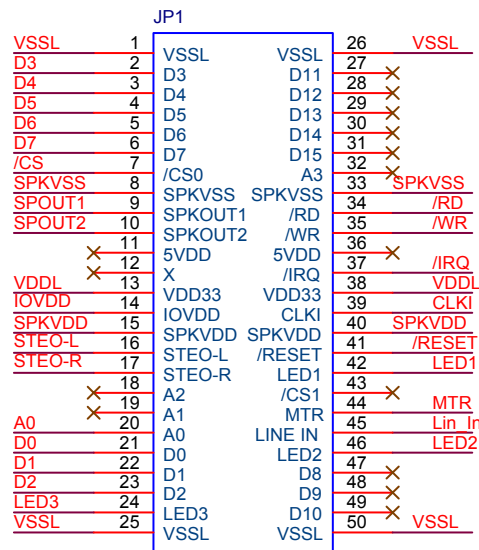 JP1
VSSL 1 VSSL VSSL 26 VSSL
D3 2 D3 D11 27
D4 3 D4 D12 28
D5 4 D5 D13 29
D6 5 D6 D14 30
D7 6 D7 D15 31
/CS 7 /CS0 A3 32
SPKVSS 8 SPKVSS SPKVSS 33 SPKVSS
SPOUT1 9 SPKOUT1 /RD 34 /RD
SPOUT2 10 SPKOUT2 /WR 35 /WR
11 5VDD 5VDD 36
12 X /IRQ 37 /IRQ
VDDL 13 VDD33 VDD33 38 VDDL
IOVDD 14 IOVDD CLKI 39 CLKI
SPKVDD 15 SPKVDD SPKVDD 40 SPKVDD
STEO-L 16 STEO-L /RESET 41 /RESET
STEO-R 17 STEO-R LED1 42 LED1
18 A2 /CS1 43
19 A1 MTR 44 MTR
A0 20 A0 LINE IN 45 Lin_In
D0 21 D0 LED2 46 LED2
D1 22 D1 D8 47
D2 23 D2 D9 48
LED3 24 LED3 D10 49
VSSL 25 VSSL VSSL 50 VSSL